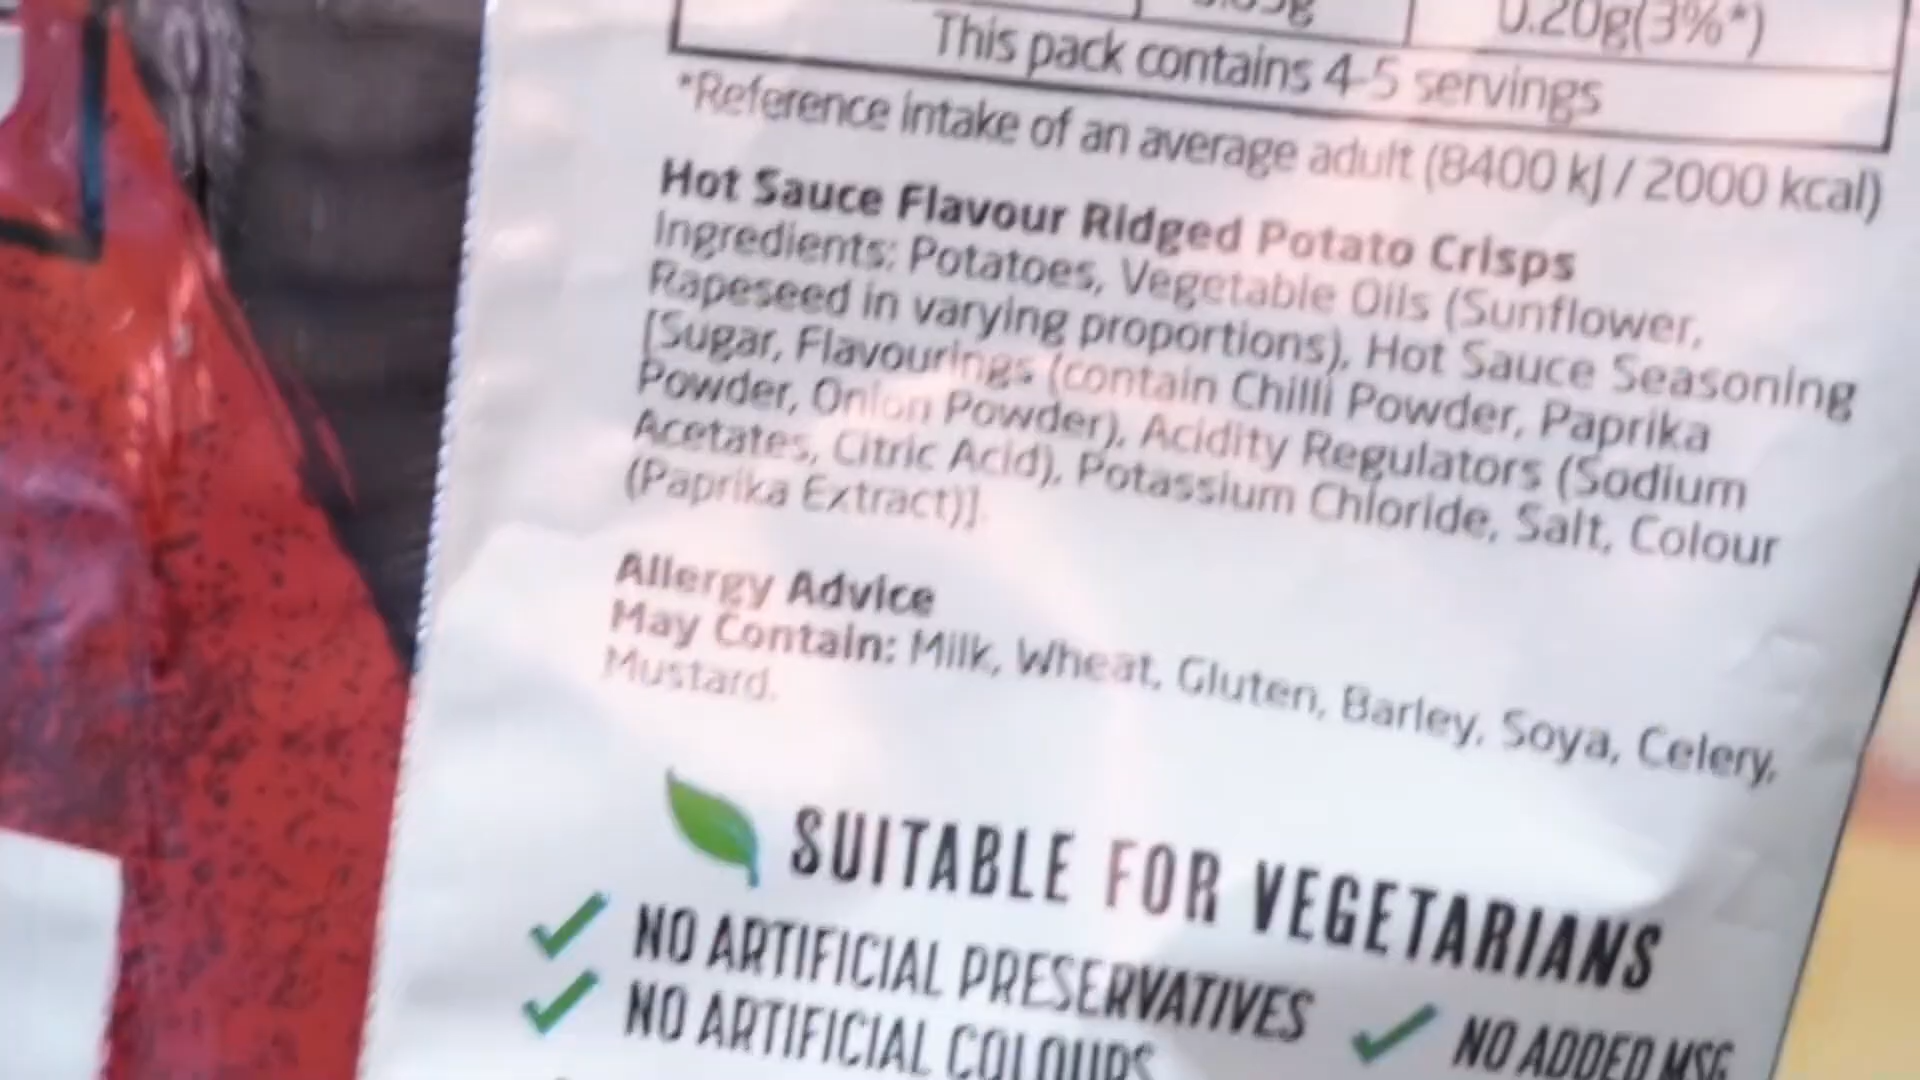 0.20g(3%*)
This pack contains 4-5 servings
*Reference intake of an average adult (8400 kJ / 2000 kcal)
Hot Sauce Flavour Ridged Potato Crisps
Ingredients: Potatoes, Vegetable Oils (Sunflower,
Rapeseed in varying proportions), Hot Sauce Seasoning
[Sugar, Flavourings (contain Chilli Powder, Paprika
Powder, Onion Powder), Acidity Regulators (Sodium
Acetates, Citric Acid), Potassium Chloride, Salt, Colour
(Paprika Extract)].
Allergy Advice
May Contain: Milk, Wheat, Gluten, Barley, Soya, Celery,
Mustard.
SUITABLE FOR VEGETARIANS
NO ARTIFICIAL PRESERVATIVES
NO ARTIFICIAL COLOURS
NO ADDED MSG